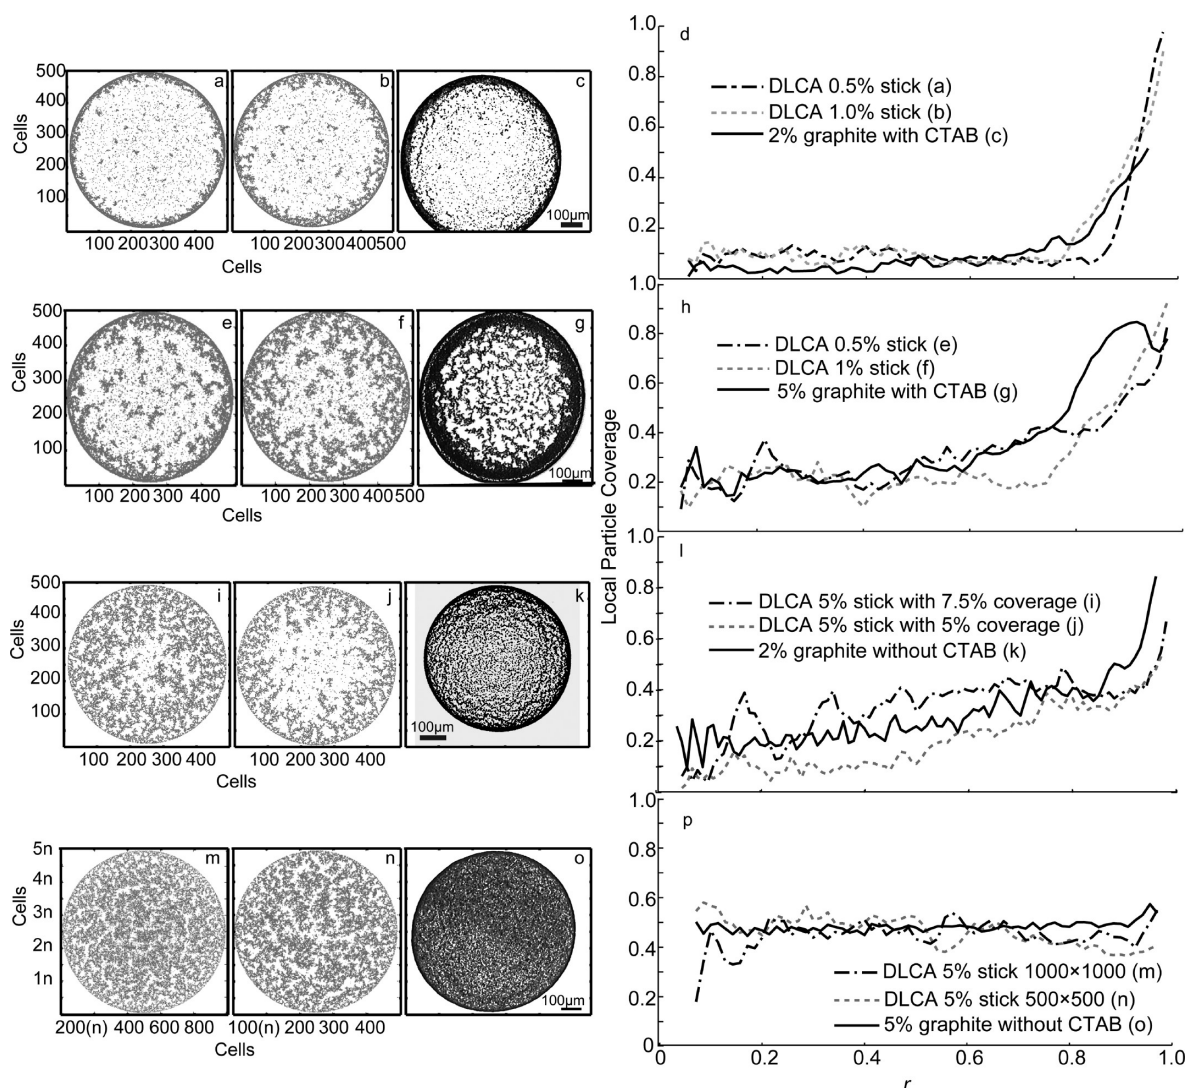 500
400
300
200
100
Cells
a
b
c
100µm
100 200 300 400
100 200 300 400 500
Cells
1.0
0.8
0.6
0.4
0.2
d
DLCA 0.5% stick (a)
DLCA 1.0% stick (b)
2% graphite with CTAB (c)
500
400
300
200
100
Cells
e
f
g
100µm
100 200 300 400
100 200 300 400 500
Cells
1.0
0.8
0.6
0.4
0.2
h
DLCA 0.5% stick (e)
DLCA 1% stick (f)
5% graphite with CTAB (g)
Local Particle Coverage
500
400
300
200
100
Cells
i
j
k
100µm
100 200 300 400
100 200 300 400
Cells
1.0
0.8
0.6
0.4
0.2
l
DLCA 5% stick with 7.5% coverage (i)
DLCA 5% stick with 5% coverage (j)
2% graphite without CTAB (k)
5n
4n
3n
2n
1n
Cells
m
n
o
100µm
200(n) 400 600 800
100(n) 200 300 400
Cells
1.0
0.8
0.6
0.4
0.2
0
p
DLCA 5% stick 1000×1000 (m)
DLCA 5% stick 500×500 (n)
5% graphite without CTAB (o)
0 0.2 0.4 0.6 0.8 1.0
r